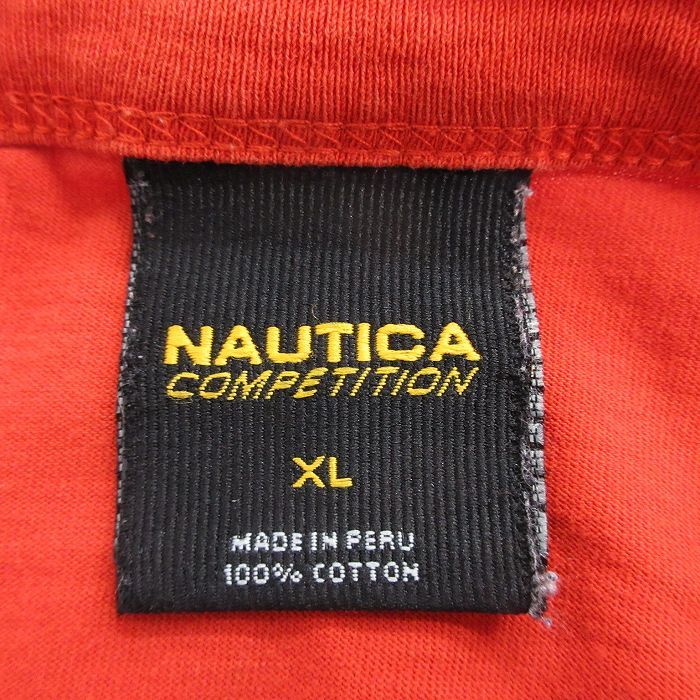 NAUTICA
COMPETITION
XL
MADE IN PERU
100% COTTON